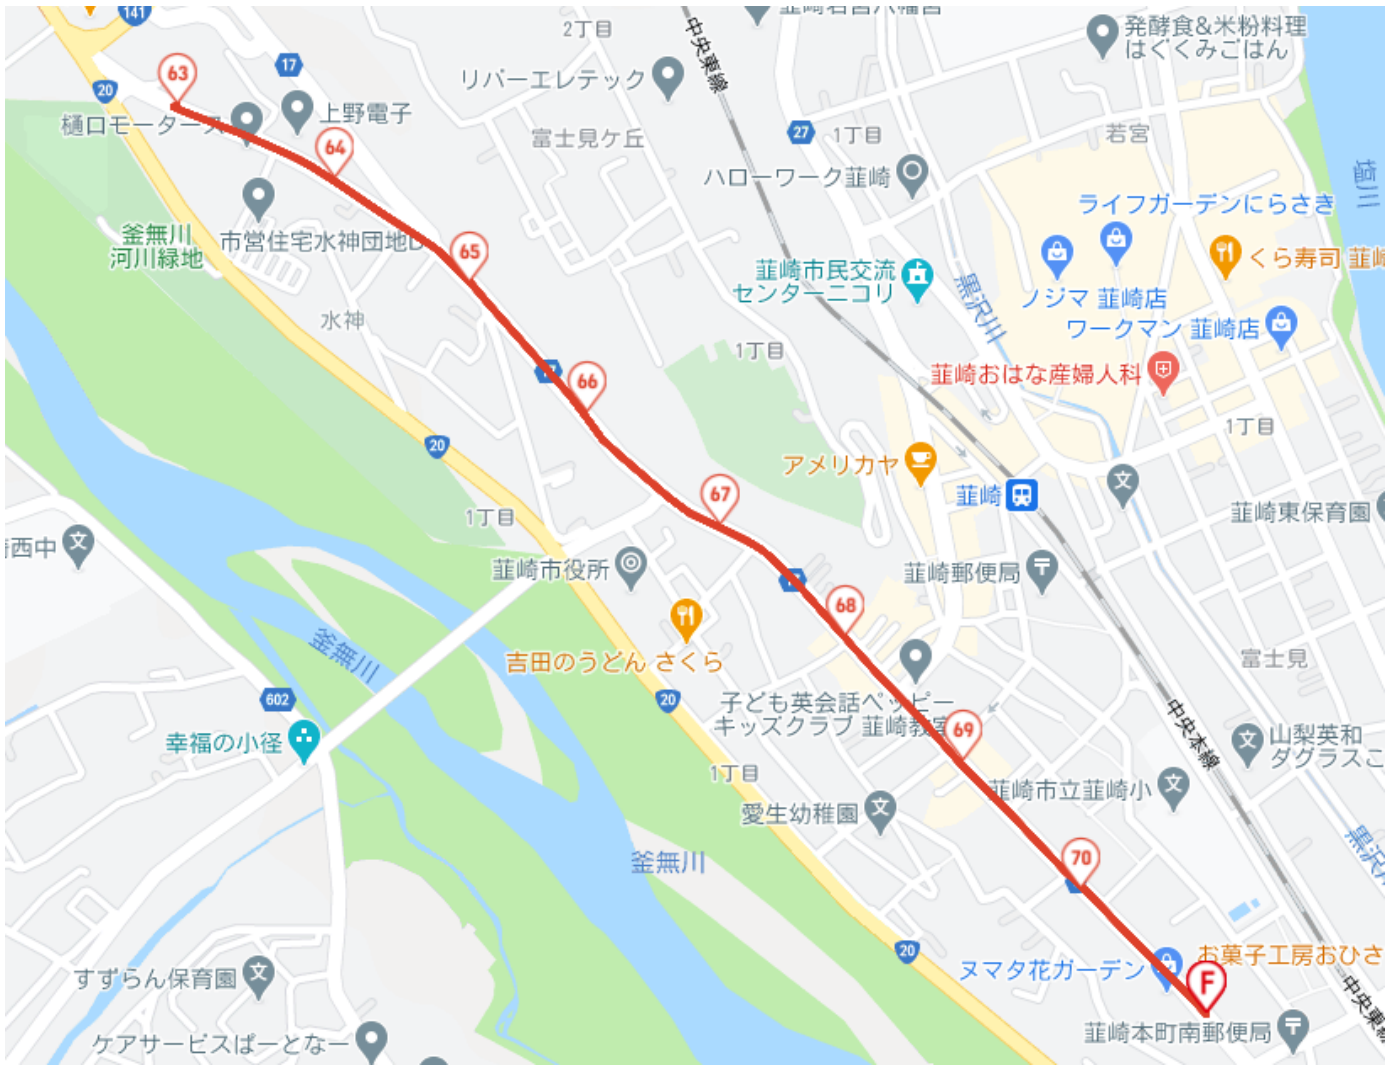 141
2丁目
中央東線
発酵食&米粉料理
はぐくみごはん
17
63
20
リバーエレテック
上野電子
樋口モータース
64
富士見ケ丘
27
1丁目
若宮
ハローワーク韮崎
塩川
ライフガーデンにらさき
釜無川
河川緑地
市営住宅水神団地
65
韮崎市民交流
センターニコリ
黒沢川
くら寿司
ノジマ 韮崎店
水神
ワークマン 韮崎店
1丁目
66
韮崎おはな産婦人科
20
1丁目
アメリカヤ
67
韮崎
1丁目
韮崎東保育園
西中
韮崎市役所
韮崎郵便局
68
釜無川
吉田のうどん さくら
富士見
602
20
子ども英会話ペッピー
キッズクラブ 韮崎教室
中央本線
幸福の小径
69
山梨英和
ダグラスこ
1丁目
韮崎市立韮崎小
愛生幼稚園
黒沢川
釜無川
70
20
お菓子工房おひさ
ヌマタ花ガーデン
すずらん保育園
F
中央東線
韮崎本町南郵便局
ケアサービスぱーとなー